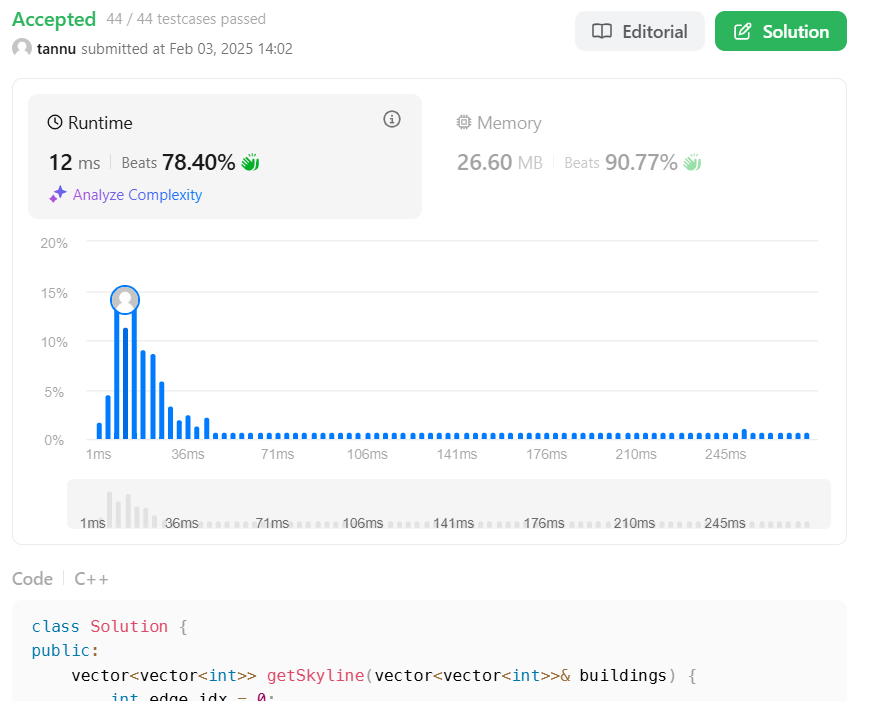 Accepted 44 / 44 testcases passed
tannu submitted at Feb 03, 2025 14:02
Editorial
Solution
Runtime
12 ms Beats 78.40%
Analyze Complexity
Memory
26.60 MB Beats 90.77%
20%
15%
10%
5%
0%
1ms 36ms 71ms 106ms 141ms 176ms 210ms 245ms
1ms 36ms 71ms 106ms 141ms 176ms 210ms 245ms
Code C++
class Solution {
public:
vector<vector<int>> getSkyline(vector<vector<int>>& buildings) {
int edge_idx = 0;